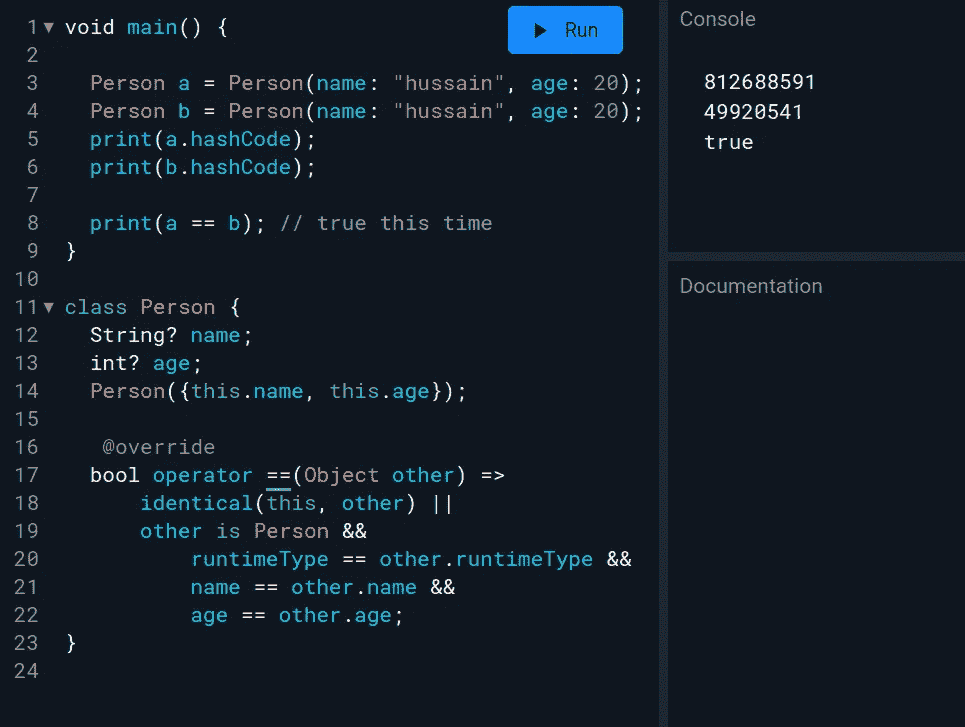 1 void main() {
Run
Console
2
3 Person a = Person(name: "hussain", age: 20);
812688591
4 Person b = Person(name: "hussain", age: 20);
49920541
5 print(a.hashCode);
true
6 print(b.hashCode);
7
8 print(a == b); // true this time
9 }
10
Documentation
11 class Person {
12 String? name;
13 int? age;
14 Person({this.name, this.age});
15
16 @override
17 bool operator ==(Object other) =>
18 identical(this, other) ||
19 other is Person &&
20 runtimeType == other.runtimeType &&
21 name == other.name &&
22 age == other.age;
23 }
24